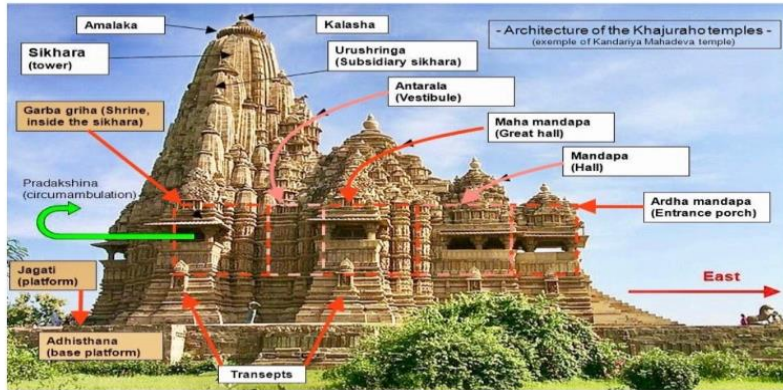 Amalaka
Kalasha
- Architecture of the Khajuraho temples -
(exemple of Kandariya Mahadeva temple)
Sikhara
(tower)
Urushringa
(Subsidiary sikhara)
Antarala
(Vestibule)
Garba griha (Shrine,
inside the sikhara)
Maha mandapa
(Great hall)
Mandapa
(Hall)
Pradakshina
(circumambulation)
Ardha mandapa
(Entrance porch)
Jagati
(platform)
East
Adhisthana
(base platform)
Transepts